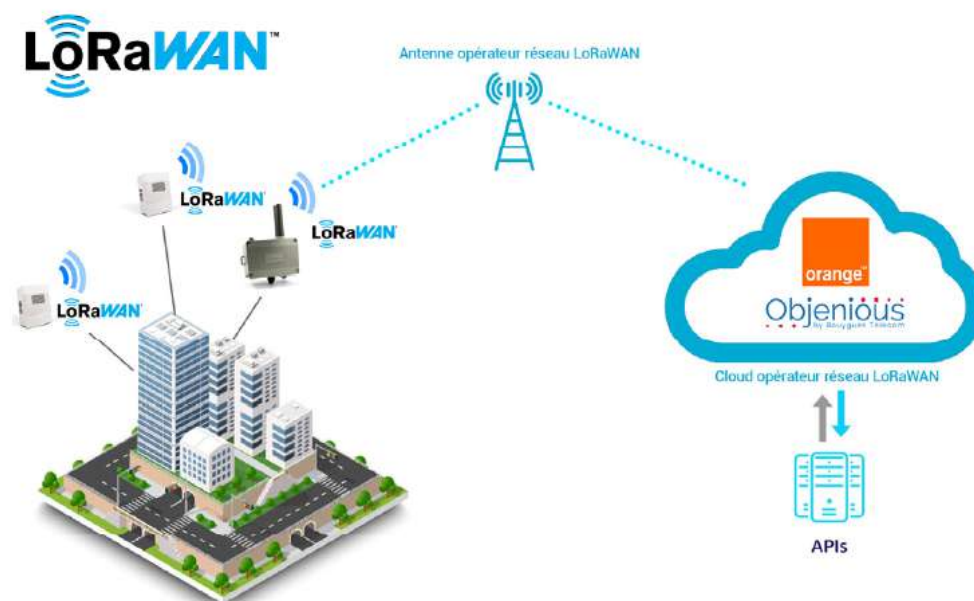 LoRaWAN™
Antenne opérateur réseau LoRaWAN
LoRaWAN
LoRaWAN
LoRaWAN
orange™
Objenious
by Bouygues Telecom
Cloud opérateur réseau LoRaWAN
APIs